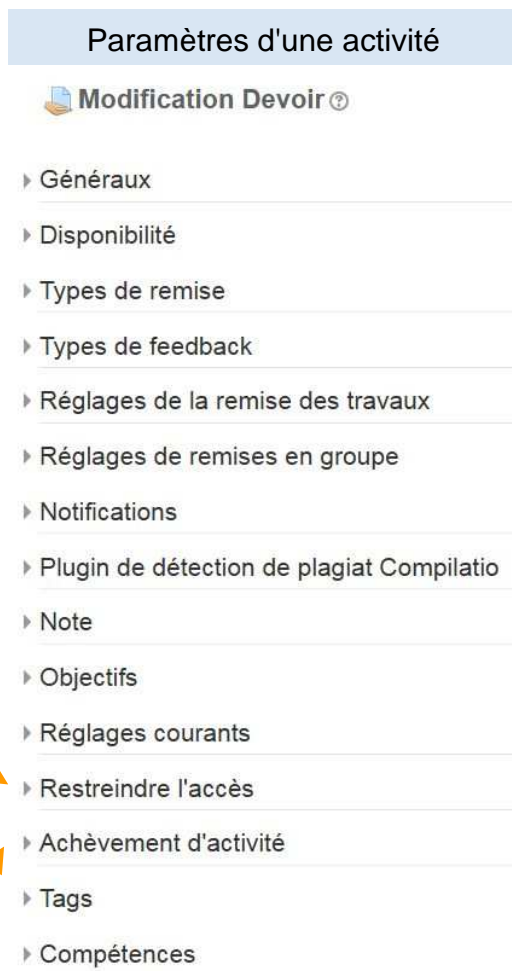 Paramètres d'une activité
Modification Devoir
Généraux
Disponibilité
Types de remise
Types de feedback
Réglages de la remise des travaux
Réglages de remises en groupe
Notifications
Plugin de détection de plagiat Compilatio
Note
Objectifs
Réglages courants
Restreindre l'accès
Achèvement d'activité
Tags
Compétences